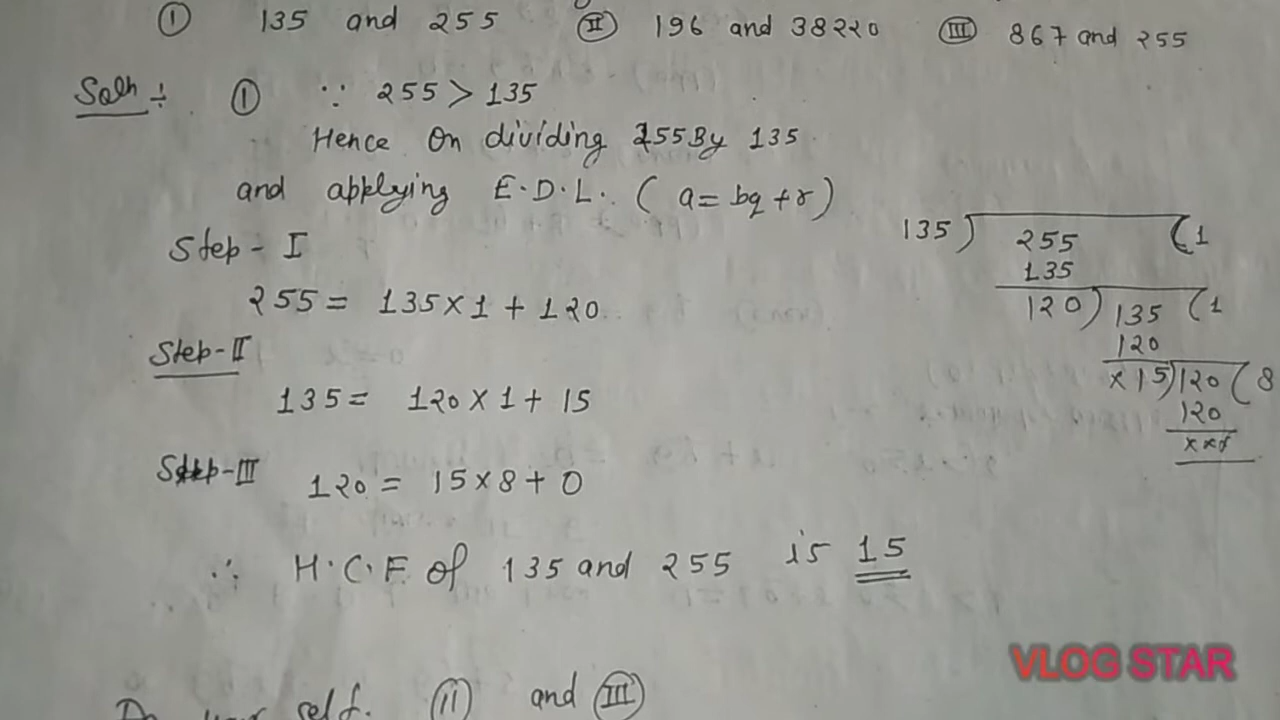 ① 135 and 255 Ⓘⓘ 196 and 38220 Ⓘⓘⓘ 867 and 255
Soln ÷ ① ∵ 255 > 135
Hence On dividing 255 By 135
and applying E.D.L. ( a = bq + r )
Step - I
255 = 135 × 1 + 120
Step - II
135 = 120 × 1 + 15
Step - III 120 = 15 × 8 + 0
∴ H.C.F. of 135 and 255 is 15
Do your self. (II) and (III)
135 ) 255 ( 1
135
120 ) 135 ( 1
120
× 15 ) 120 ( 8
120
× × ×
VLOG STAR